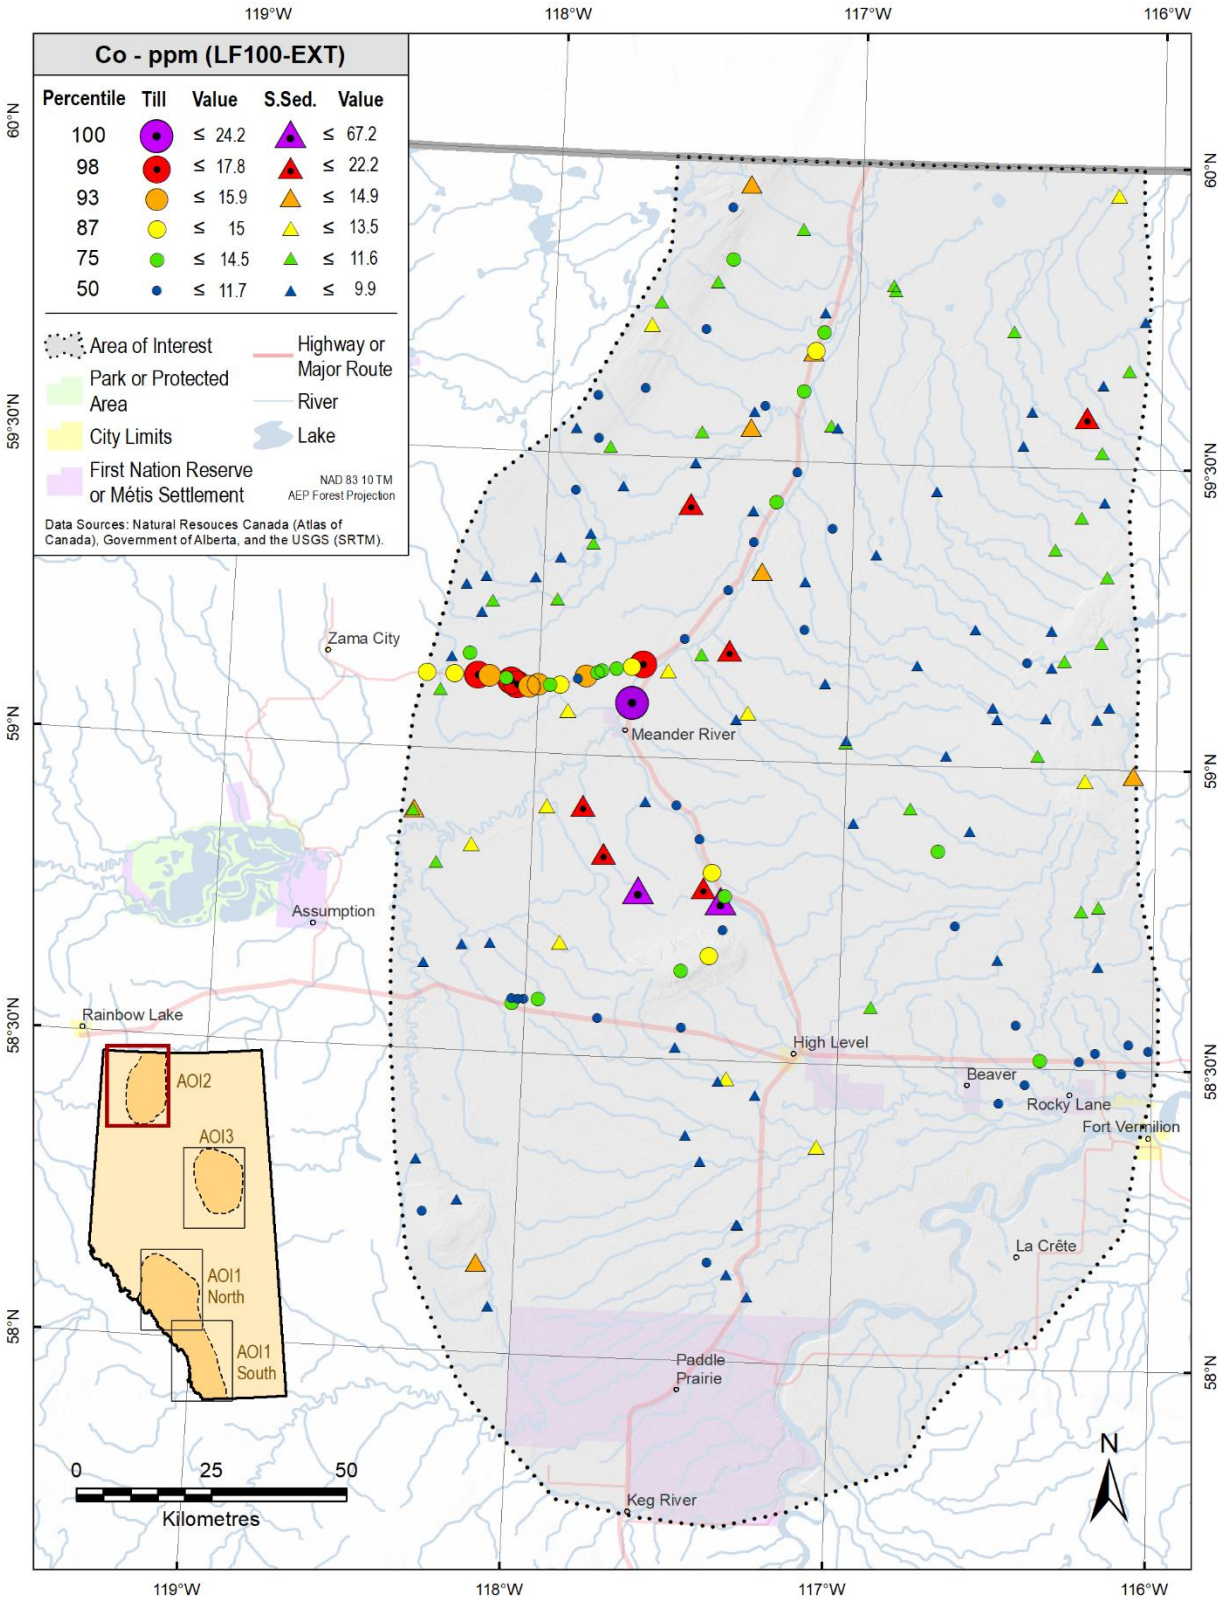 119°W 118°W 117°W 116°W
Co - ppm (LF100-EXT)
Percentile Till Value S.Sed. Value
100 ≤ 24.2 ≤ 67.2
98 ≤ 17.8 ≤ 22.2
93 ≤ 15.9 ≤ 14.9
87 ≤ 15 ≤ 13.5
75 ≤ 14.5 ≤ 11.6
50 ≤ 11.7 ≤ 9.9
Area of Interest
Park or Protected
Area
City Limits
First Nation Reserve
or Métis Settlement
Highway or
Major Route
River
Lake
NAD 83 10 TM
AEP Forest Projection
Data Sources: Natural Resouces Canada (Atlas of
Canada), Government of Alberta, and the USGS (SRTM).
60°N
60°N
59°30'N
59°30'N
Zama City
59°N
Meander River
59°N
Assumption
Rainbow Lake
58°30'N
High Level
58°30'N
Beaver
Rocky Lane
Fort Vermilion
La Crête
58°N
Paddle
Prairie
58°N
Keg River
AOI2
AOI3
AOI1
North
AOI1
South
0 25 50
Kilometres
N
119°W 118°W 117°W 116°W